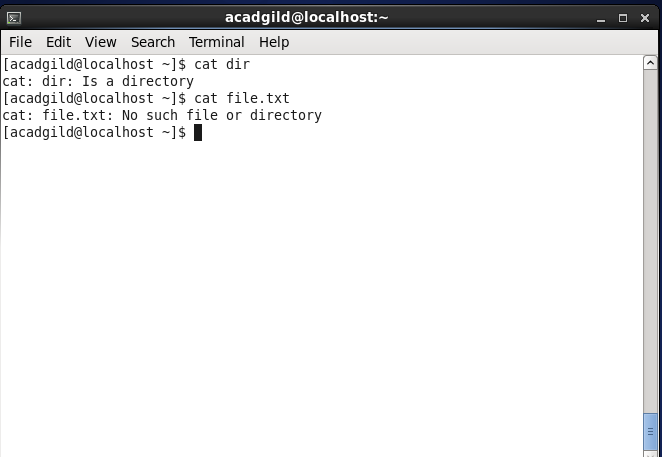 acadgild@localhost:~
File Edit View Search Terminal Help
[acadgild@localhost ~]$ cat dir
cat: dir: Is a directory
[acadgild@localhost ~]$ cat file.txt
cat: file.txt: No such file or directory
[acadgild@localhost ~]$